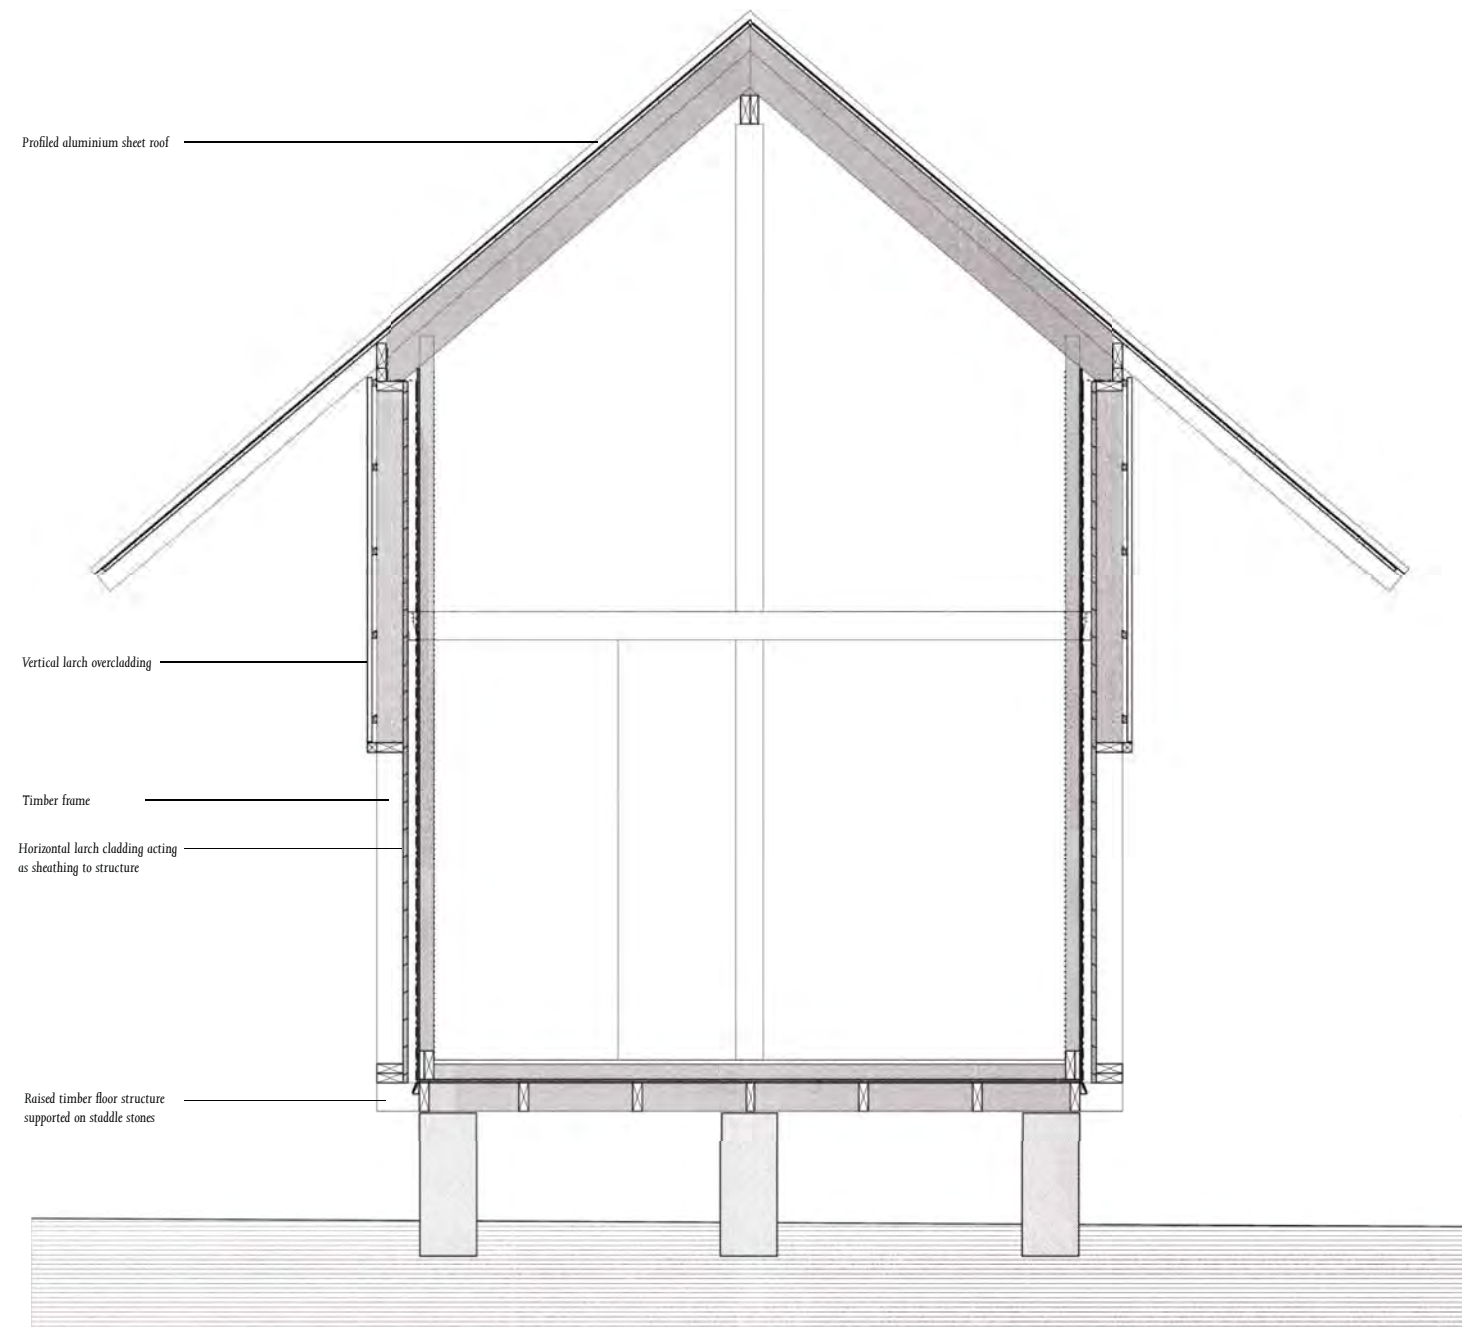 Profiled aluminium sheet roof
Vertical larch overcladding
Timber frame
Horizontal larch cladding acting
as sheathing to structure
Raised timber floor structure
supported on staddle stones